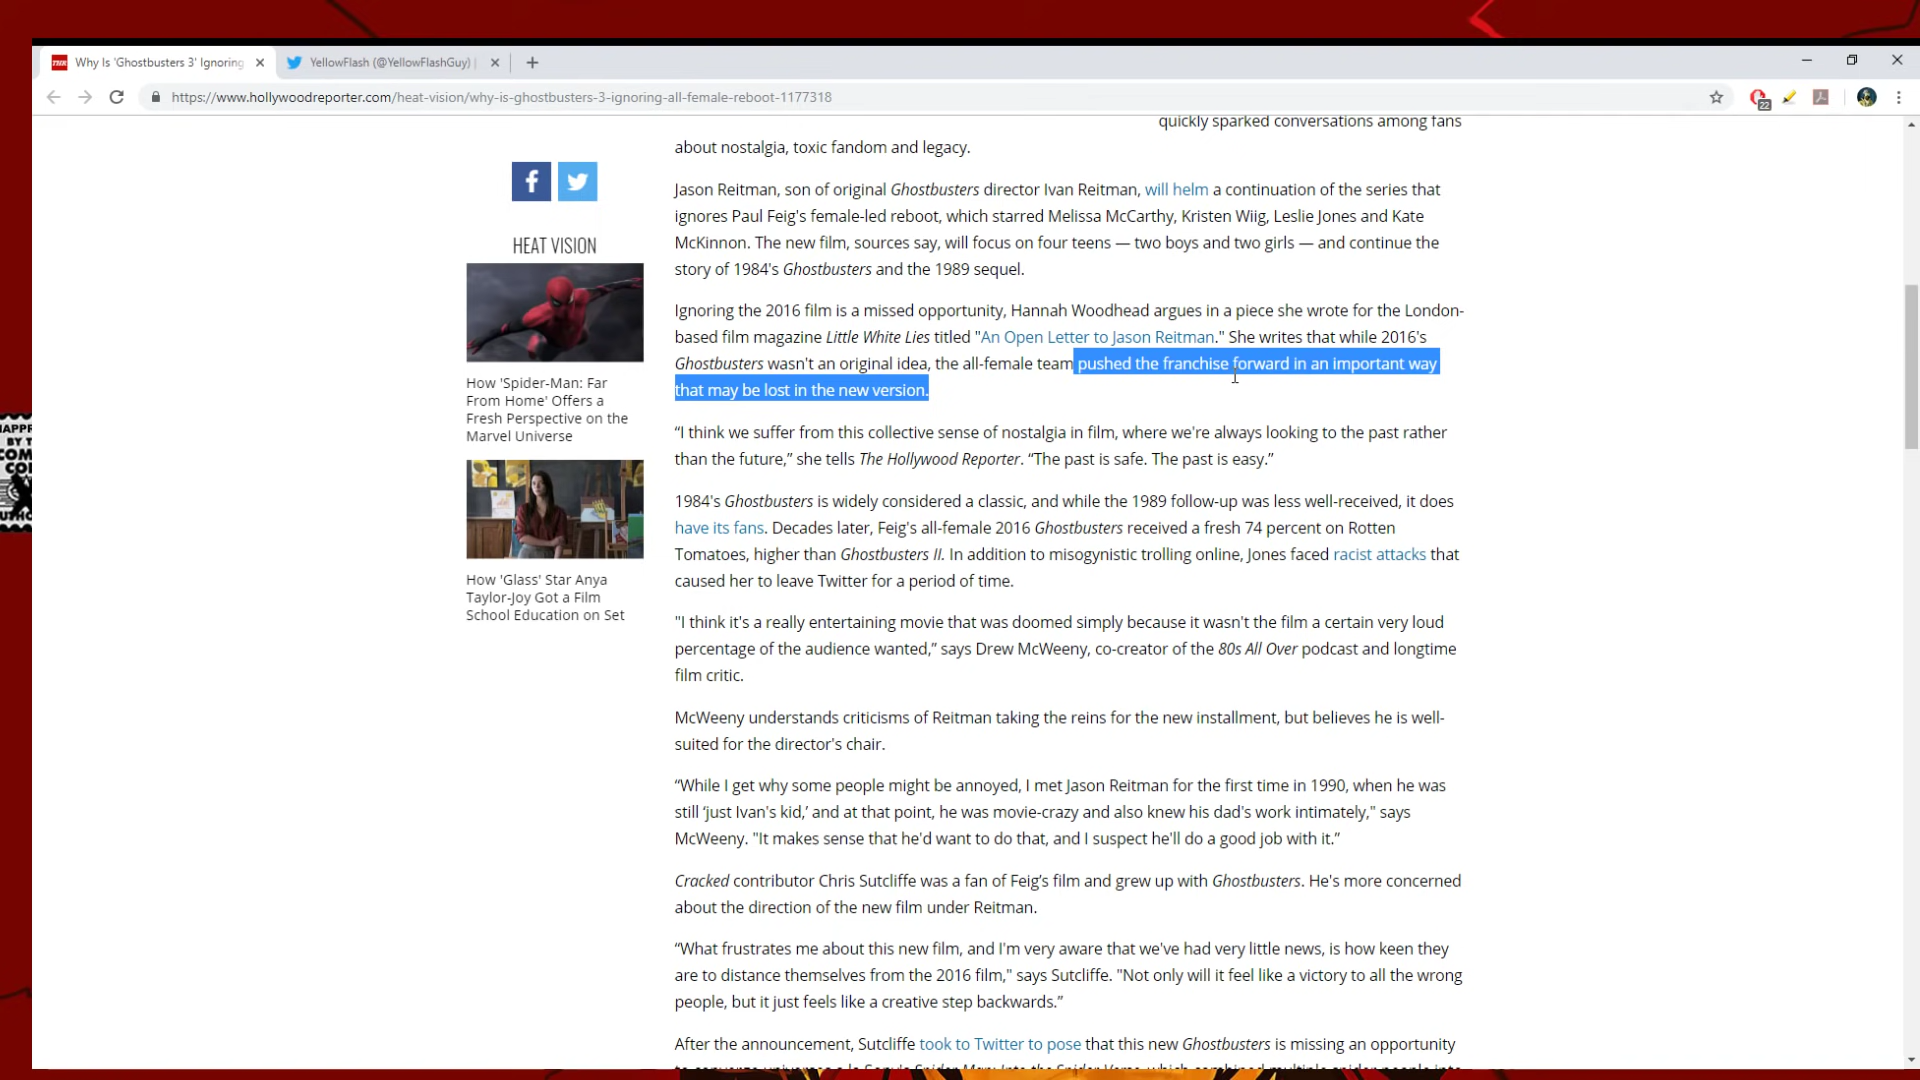 THR Why Is 'Ghostbusters 3' Ignoring
YellowFlash (@YellowFlashGuy) |
https://www.hollywoodreporter.com/heat-vision/why-is-ghostbusters-3-ignoring-all-female-reboot-1177318
22
quickly sparked conversations among fans
about nostalgia, toxic fandom and legacy.
Jason Reitman, son of original Ghostbusters director Ivan Reitman, will helm a continuation of the series that
ignores Paul Feig's female-led reboot, which starred Melissa McCarthy, Kristen Wiig, Leslie Jones and Kate
McKinnon. The new film, sources say, will focus on four teens — two boys and two girls — and continue the
story of 1984's Ghostbusters and the 1989 sequel.
Ignoring the 2016 film is a missed opportunity, Hannah Woodhead argues in a piece she wrote for the London-
based film magazine Little White Lies titled "An Open Letter to Jason Reitman." She writes that while 2016's
Ghostbusters wasn't an original idea, the all-female team pushed the franchise forward in an important way
that may be lost in the new version.
“I think we suffer from this collective sense of nostalgia in film, where we're always looking to the past rather
than the future,” she tells The Hollywood Reporter. “The past is safe. The past is easy.”
1984's Ghostbusters is widely considered a classic, and while the 1989 follow-up was less well-received, it does
have its fans. Decades later, Feig's all-female 2016 Ghostbusters received a fresh 74 percent on Rotten
Tomatoes, higher than Ghostbusters II. In addition to misogynistic trolling online, Jones faced racist attacks that
caused her to leave Twitter for a period of time.
"I think it's a really entertaining movie that was doomed simply because it wasn't the film a certain very loud
percentage of the audience wanted,” says Drew McWeeny, co-creator of the 80s All Over podcast and longtime
film critic.
McWeeny understands criticisms of Reitman taking the reins for the new installment, but believes he is well-
suited for the director's chair.
“While I get why some people might be annoyed, I met Jason Reitman for the first time in 1990, when he was
still ‘just Ivan's kid,’ and at that point, he was movie-crazy and also knew his dad's work intimately," says
McWeeny. "It makes sense that he'd want to do that, and I suspect he'll do a good job with it.”
Cracked contributor Chris Sutcliffe was a fan of Feig’s film and grew up with Ghostbusters. He's more concerned
about the direction of the new film under Reitman.
“What frustrates me about this new film, and I'm very aware that we've had very little news, is how keen they
are to distance themselves from the 2016 film," says Sutcliffe. "Not only will it feel like a victory to all the wrong
people, but it just feels like a creative step backwards.”
After the announcement, Sutcliffe took to Twitter to pose that this new Ghostbusters is missing an opportunity
HEAT VISION
How 'Spider-Man: Far
From Home' Offers a
Fresh Perspective on the
Marvel Universe
How 'Glass' Star Anya
Taylor-Joy Got a Film
School Education on Set